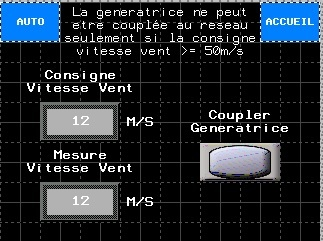 AUTO
La generatrice ne peut
etre couplée au reseau
seulement si la consigne
vitesse vent >= 50m/s
ACCUEIL
Consigne
Vitesse Vent
12 M/S
Coupler
Generatrice
Mesure
Vitesse Vent
12 M/S